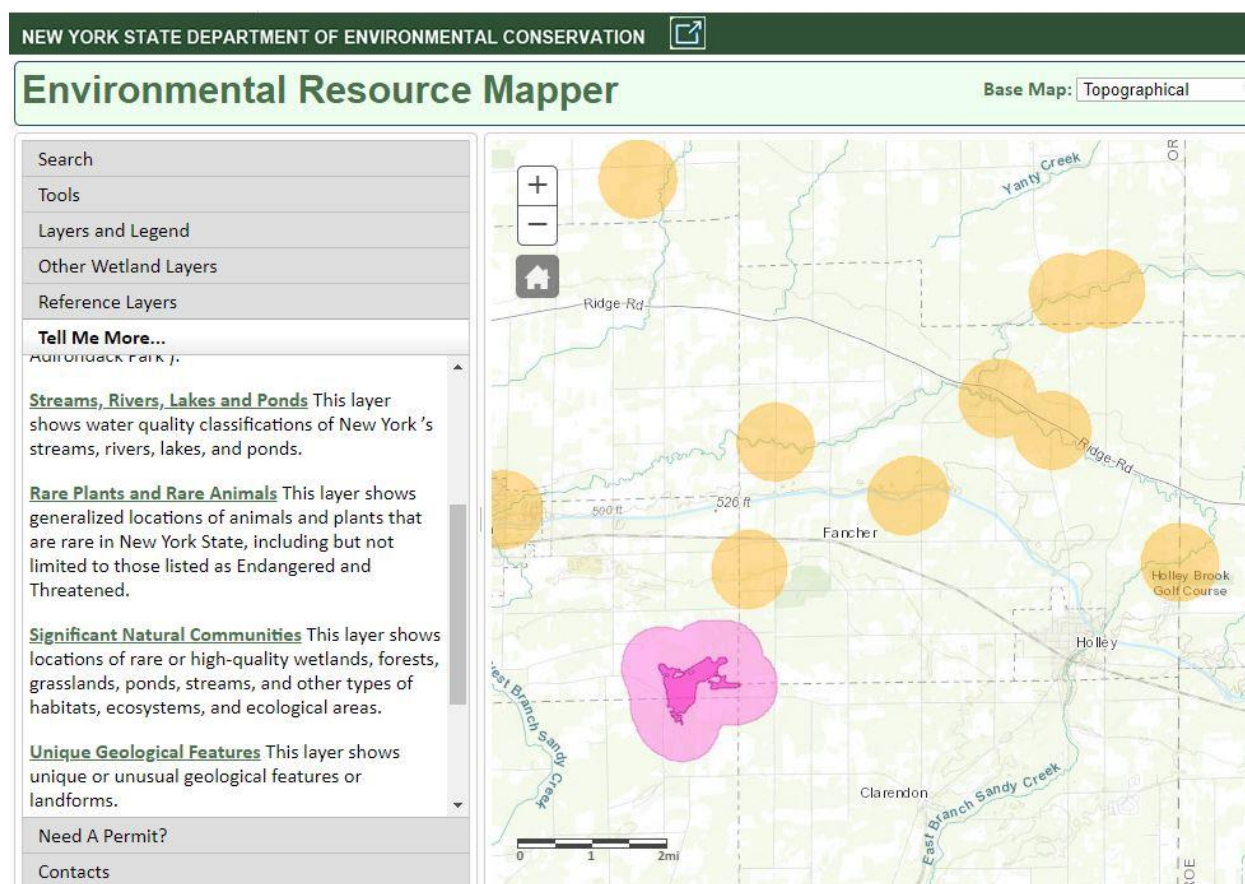 NEW YORK STATE DEPARTMENT OF ENVIRONMENTAL CONSERVATION
Environmental Resource Mapper
Base Map: Topographical
Search
Tools
Layers and Legend
Other Wetland Layers
Reference Layers
Tell Me More...
Adirondack Park ).
Streams, Rivers, Lakes and Ponds This layer
shows water quality classifications of New York 's
streams, rivers, lakes, and ponds.
Rare Plants and Rare Animals This layer shows
generalized locations of animals and plants that
are rare in New York State, including but not
limited to those listed as Endangered and
Threatened.
Significant Natural Communities This layer shows
locations of rare or high-quality wetlands, forests,
grasslands, ponds, streams, and other types of
habitats, ecosystems, and ecological areas.
Unique Geological Features This layer shows
unique or unusual geological features or
landforms.
Need A Permit?
Contacts
+
−
OR
Yanty Creek
Ridge Rd
Ridge-Rd
500 ft
526 ft
Fancher
Holley Brook
Golf Course
Holley
West Branch Sandy Creek
Clarendon
East Branch Sandy Creek
0 1 2mi
ROE